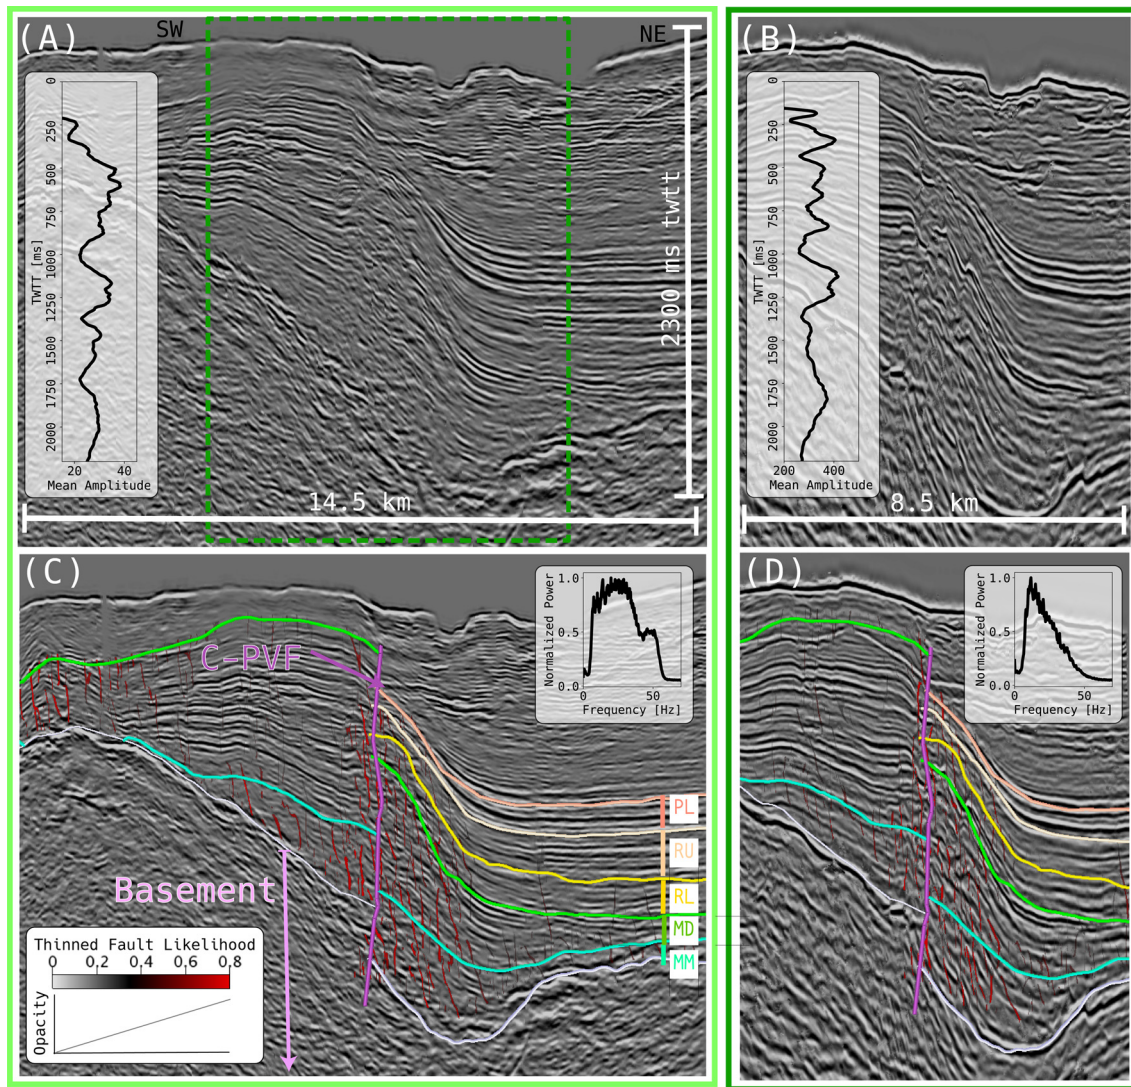 (A)
SW
NE
0
250
500
750
1000
1250
1500
1750
2000
TWTT [ms]
20 40
Mean Amplitude
2300 ms twtt
14.5 km
(B)
0
250
500
750
1000
1250
1500
1750
2000
TWTT [ms]
200 400
Mean Amplitude
8.5 km
(C)
C-PVF
Normalized Power
1.0
0.5
0.0
0 50
Frequency [Hz]
PL
RU
RL
MD
MM
Basement
Thinned Fault Likelihood
0 0.2 0.4 0.6 0.8
Opacity
(D)
Normalized Power
1.0
0.5
0.0
0 50
Frequency [Hz]